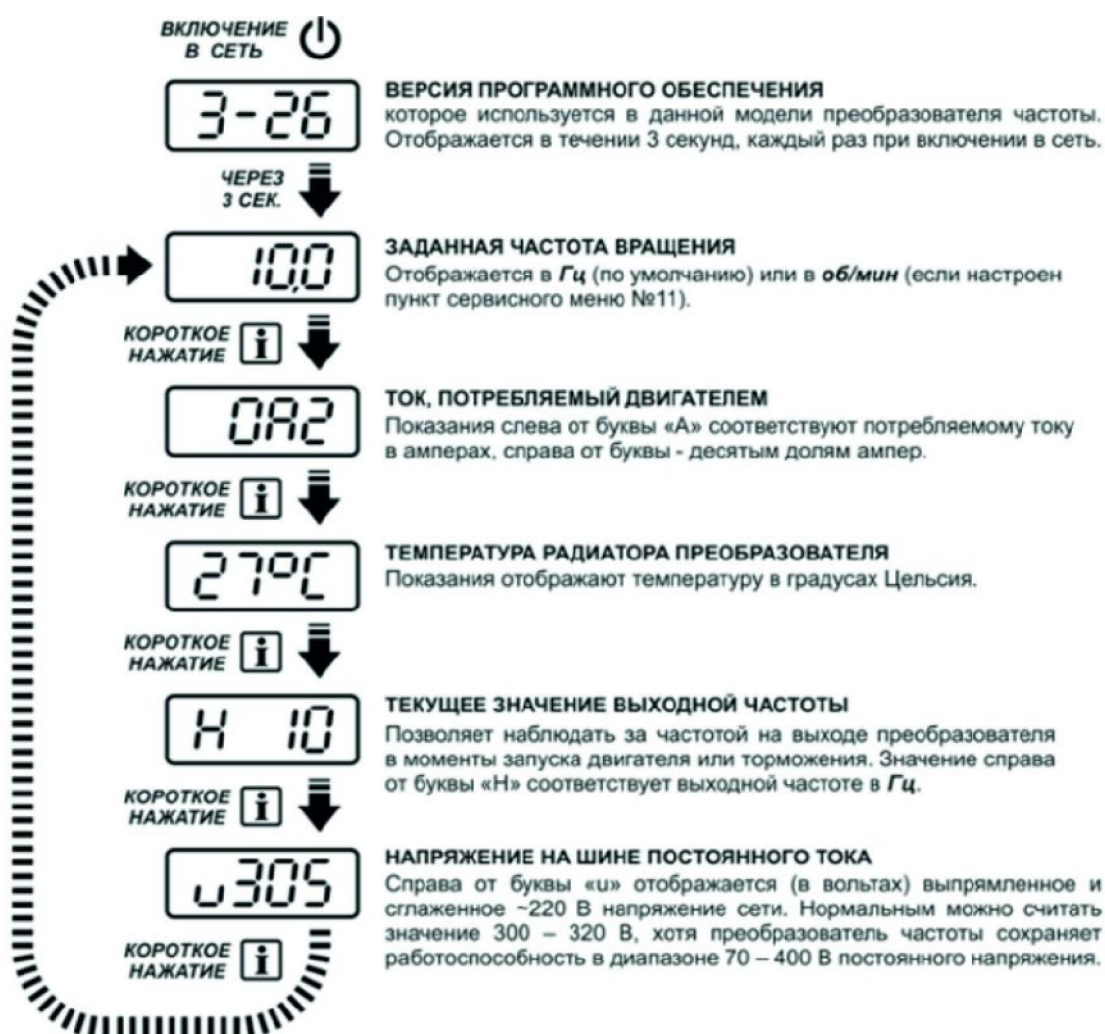 ВКЛЮЧЕНИЕ
В СЕТЬ
3-26
ВЕРСИЯ ПРОГРАММНОГО ОБЕСПЕЧЕНИЯ
которое используется в данной модели преобразователя частоты.
Отображается в течении 3 секунд, каждый раз при включении в сеть.
ЧЕРЕЗ
3 СЕК.
10,0
ЗАДАННАЯ ЧАСТОТА ВРАЩЕНИЯ
Отображается в Гц (по умолчанию) или в об/мин (если настроен
пункт сервисного меню №11).
КОРОТКОЕ
НАЖАТИЕ i
0A2
ТОК, ПОТРЕБЛЯЕМЫЙ ДВИГАТЕЛЕМ
Показания слева от буквы «А» соответствуют потребляемому току
в амперах, справа от буквы - десятым долям ампер.
КОРОТКОЕ
НАЖАТИЕ i
27°C
ТЕМПЕРАТУРА РАДИАТОРА ПРЕОБРАЗОВАТЕЛЯ
Показания отображают температуру в градусах Цельсия.
КОРОТКОЕ
НАЖАТИЕ i
H 10
ТЕКУЩЕЕ ЗНАЧЕНИЕ ВЫХОДНОЙ ЧАСТОТЫ
Позволяет наблюдать за частотой на выходе преобразователя
в моменты запуска двигателя или торможения. Значение справа
от буквы «Н» соответствует выходной частоте в Гц.
КОРОТКОЕ
НАЖАТИЕ i
u305
НАПРЯЖЕНИЕ НА ШИНЕ ПОСТОЯННОГО ТОКА
Справа от буквы «u» отображается (в вольтах) выпрямленное и
сглаженное ~220 В напряжение сети. Нормальным можно считать
значение 300 – 320 В, хотя преобразователь частоты сохраняет
работоспособность в диапазоне 70 – 400 В постоянного напряжения.
КОРОТКОЕ
НАЖАТИЕ i